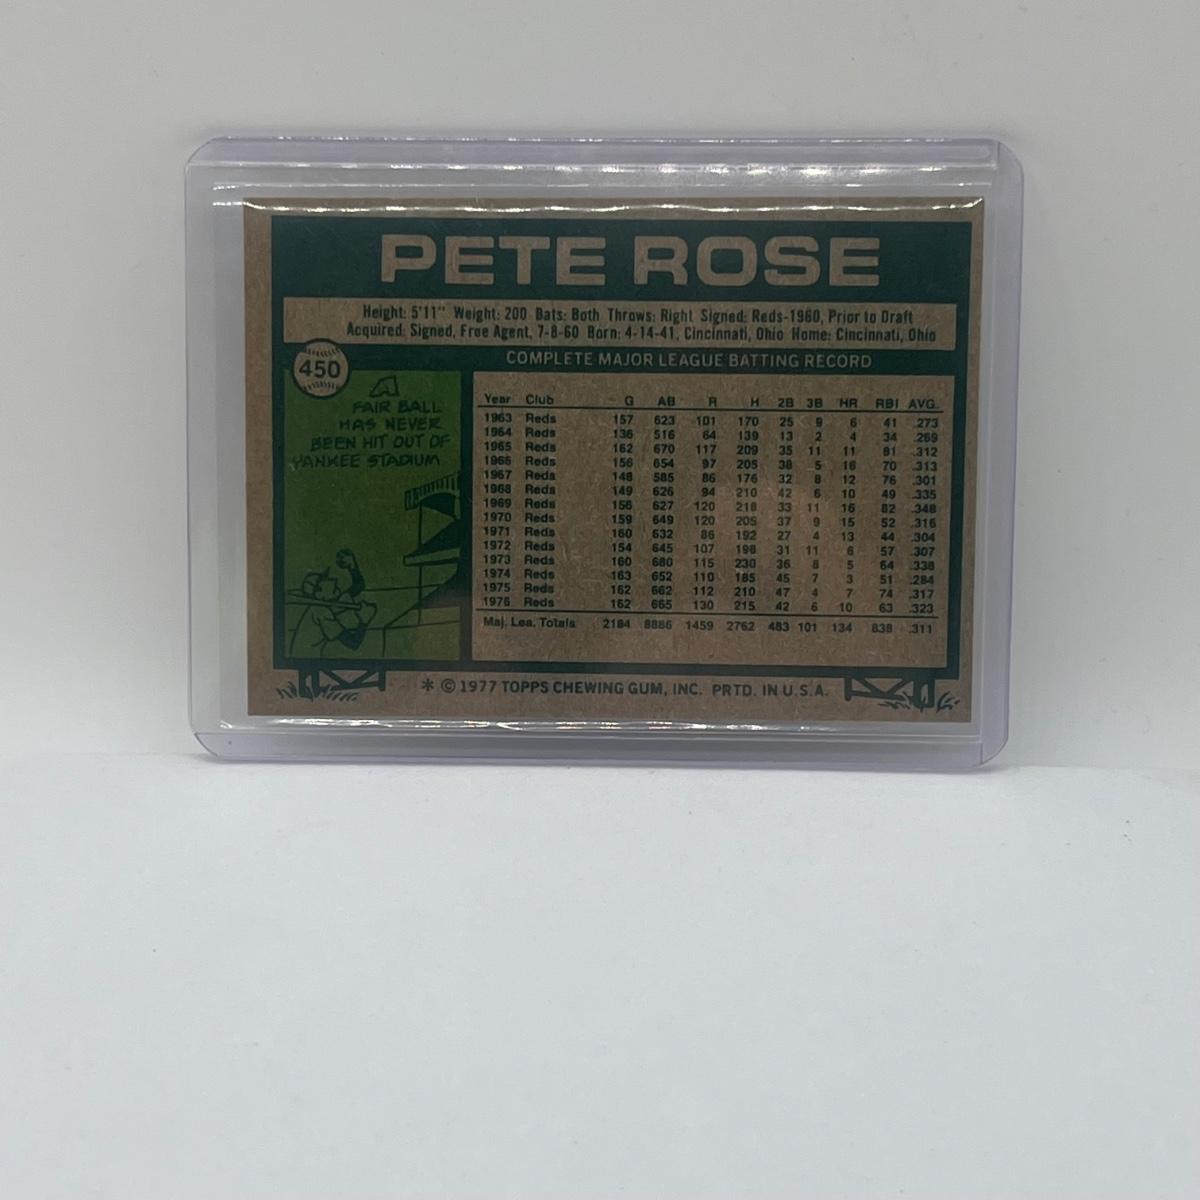 PETE ROSE
Height: 5'11" Weight: 200 Bats: Both Throws: Right Signed: Reds-1960, Prior to Draft
Acquired: Signed, Free Agent, 7-8-60 Born: 4-14-41, Cincinnati, Ohio Home: Cincinnati, Ohio
450
COMPLETE MAJOR LEAGUE BATTING RECORD
A
FAIR BALL
HAS NEVER
BEEN HIT OUT OF
YANKEE STADIUM
Year Club G AB R H 2B 3B HR RBI AVG.
1963 Reds 157 623 101 170 25 9 6 41 .273
1964 Reds 136 516 64 139 13 2 4 34 .269
1965 Reds 162 670 117 209 35 11 11 81 .312
1966 Reds 156 654 97 205 38 5 16 70 .313
1967 Reds 148 585 86 176 32 8 12 76 .301
1968 Reds 149 626 94 210 42 6 10 49 .335
1969 Reds 156 627 120 218 33 11 16 82 .348
1970 Reds 159 649 120 205 37 9 15 52 .316
1971 Reds 160 632 86 192 27 4 13 44 .304
1972 Reds 154 645 107 198 31 11 6 57 .307
1973 Reds 160 680 115 230 36 8 5 64 .338
1974 Reds 163 652 110 185 45 7 3 51 .284
1975 Reds 162 662 112 210 47 4 7 74 .317
1976 Reds 162 665 130 215 42 6 10 63 .323
Maj. Lea. Totals 2184 8886 1459 2762 483 101 134 838 .311
* © 1977 TOPPS CHEWING GUM, INC. PRTD. IN U.S.A.